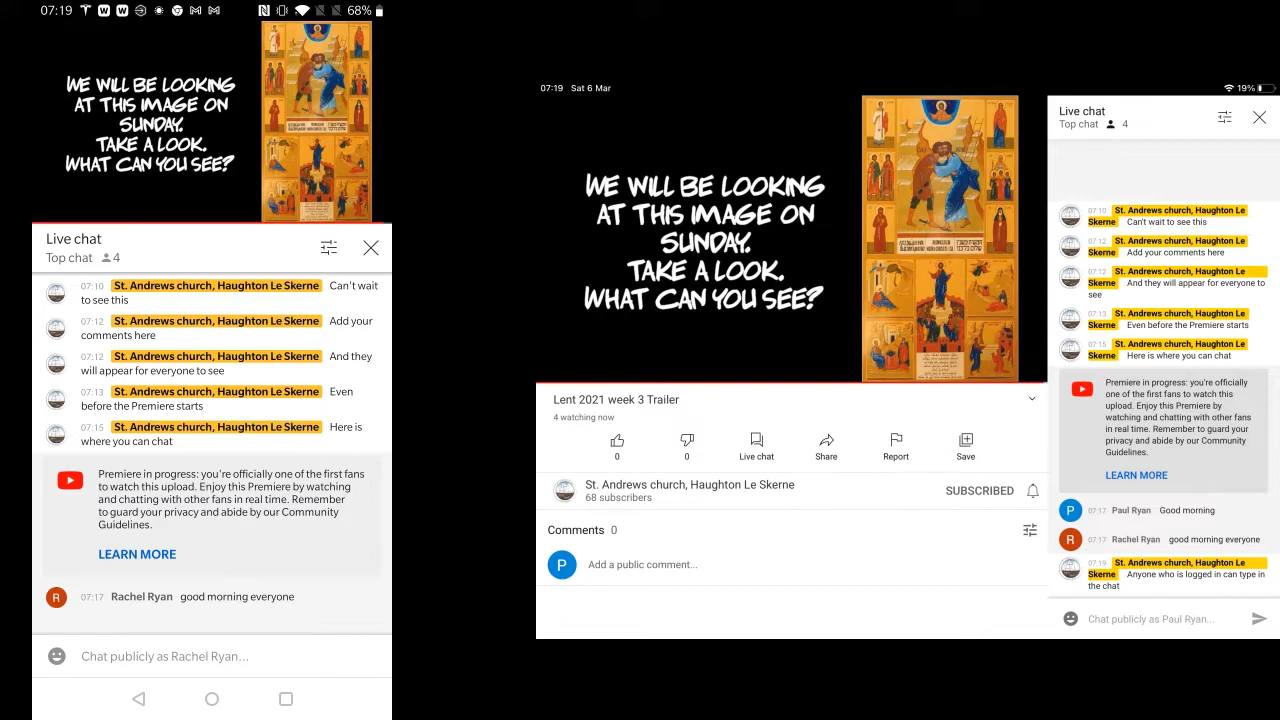 07:19
68%
WE WILL BE LOOKING
AT THIS IMAGE ON
SUNDAY.
TAKE A LOOK.
WHAT CAN YOU SEE?
Live chat
Top chat 4
07:10 St. Andrews church, Haughton Le Skerne Can't wait
to see this
07:12 St. Andrews church, Haughton Le Skerne Add your
comments here
07:12 St. Andrews church, Haughton Le Skerne And they
will appear for everyone to see
07:13 St. Andrews church, Haughton Le Skerne Even
before the Premiere starts
07:15 St. Andrews church, Haughton Le Skerne Here is
where you can chat
Premiere in progress: you're officially one of the first fans
to watch this upload. Enjoy this Premiere by watching
and chatting with other fans in real time. Remember
to guard your privacy and abide by our Community
Guidelines.
LEARN MORE
R 07:17 Rachel Ryan good morning everyone
Chat publicly as Rachel Ryan...
07:19 Sat 6 Mar
19%
WE WILL BE LOOKING
AT THIS IMAGE ON
SUNDAY.
TAKE A LOOK.
WHAT CAN YOU SEE?
Lent 2021 week 3 Trailer
4 watching now
0 0 Live chat Share Report Save
St. Andrews church, Haughton Le Skerne
68 subscribers
SUBSCRIBED
Comments 0
P Add a public comment...
Live chat
Top chat 4
07:10 St. Andrews church, Haughton Le
Skerne Can't wait to see this
07:12 St. Andrews church, Haughton Le
Skerne Add your comments here
07:12 St. Andrews church, Haughton Le
Skerne And they will appear for everyone to
see
07:13 St. Andrews church, Haughton Le
Skerne Even before the Premiere starts
07:15 St. Andrews church, Haughton Le
Skerne Here is where you can chat
Premiere in progress: you're officially
one of the first fans to watch this
upload. Enjoy this Premiere by
watching and chatting with other fans
in real time. Remember to guard your
privacy and abide by our Community
Guidelines.
LEARN MORE
P 07:17 Paul Ryan Good morning
R 07:17 Rachel Ryan good morning everyone
07:19 St. Andrews church, Haughton Le
Skerne Anyone who is logged in can type in
the chat
Chat publicly as Paul Ryan...